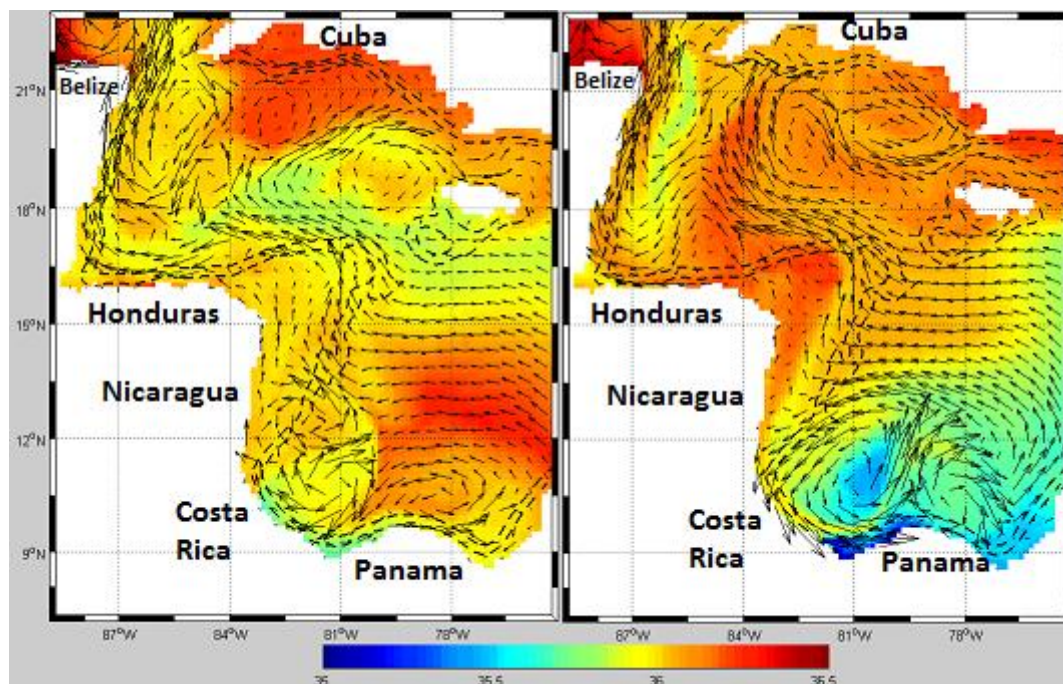 Cuba
Belize
21°N
18°N
Honduras
15°N
Nicaragua
12°N
Costa
Rica
9°N
Panama
87°W 84°W 81°W 78°W
Cuba
Belize
Honduras
Nicaragua
Costa
Rica
Panama
87°W 84°W 81°W 78°W
35 35.5 36 36.5